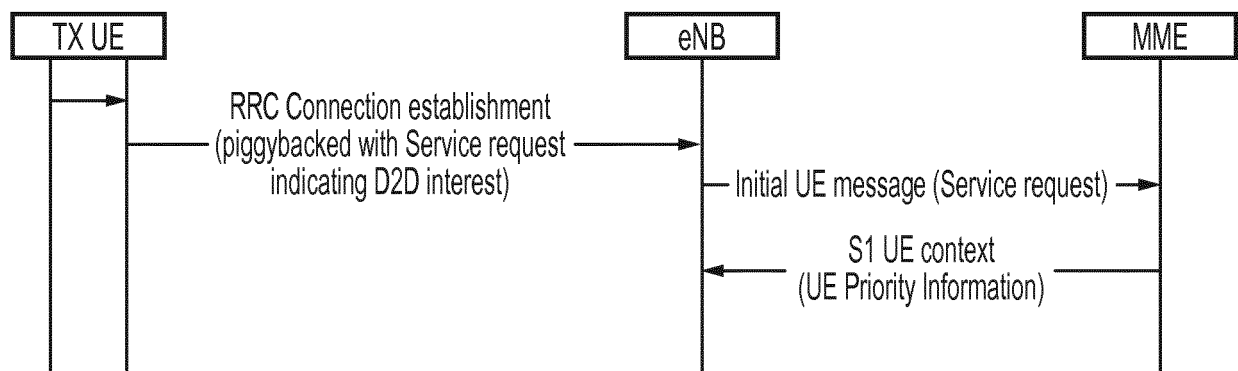 TX UE
eNB
MME
RRC Connection establishment
(piggybacked with Service request
indicating D2D interest)
Initial UE message (Service request)
S1 UE context
(UE Priority Information)